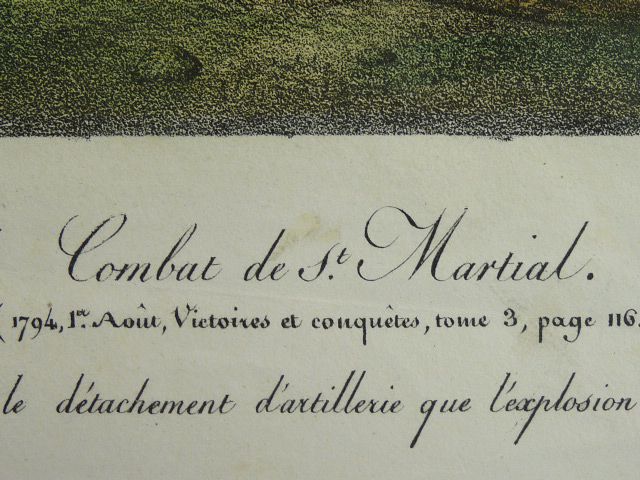 Combat de St. Martial.
( 1794, 1er. Août, Victoires et conquêtes, tome 3, page 116.
le détachement d'artillerie que l'explosion